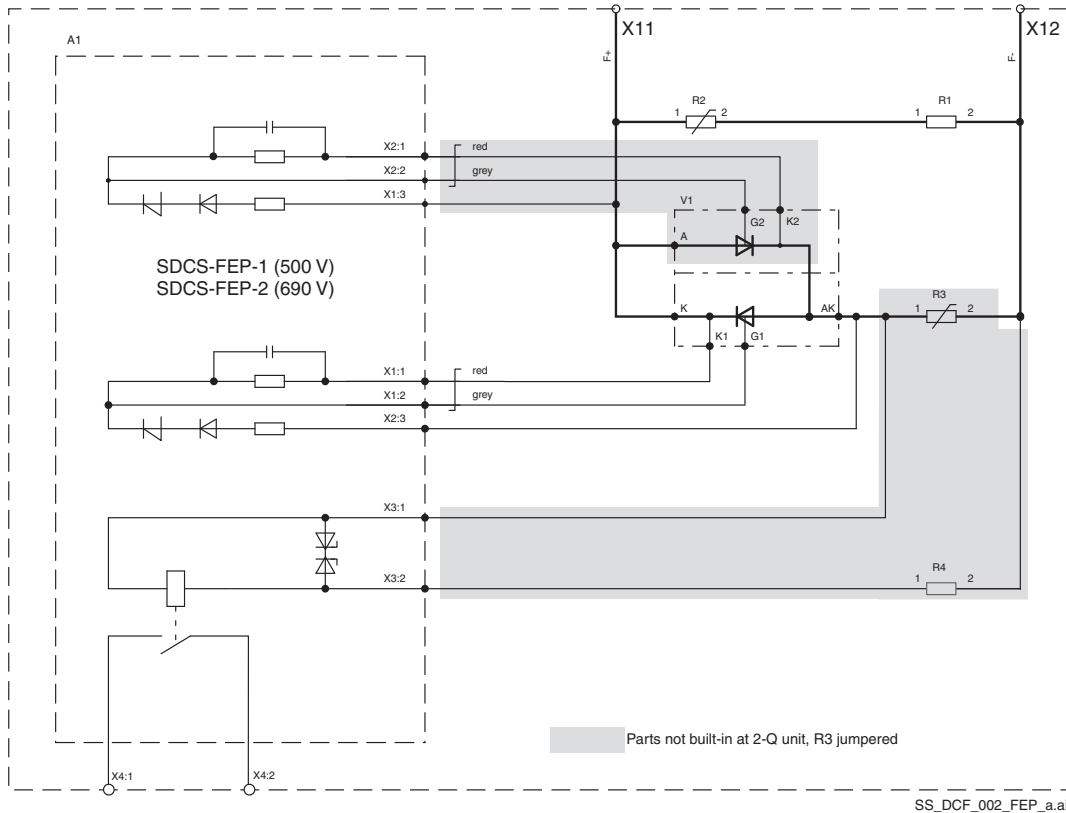 X11
X12
A1
F+
F-
R2
1
2
R1
1
2
X2:1
red
X2:2
grey
X1:3
V1
G2
K2
A
SDCS-FEP-1 (500 V)
SDCS-FEP-2 (690 V)
R3
1
2
K
AK
K1
G1
X1:1
red
X1:2
grey
X2:3
X3:1
X3:2
R4
1
2
Parts not built-in at 2-Q unit, R3 jumpered
X4:1
X4:2
SS_DCF_002_FEP_a.ai